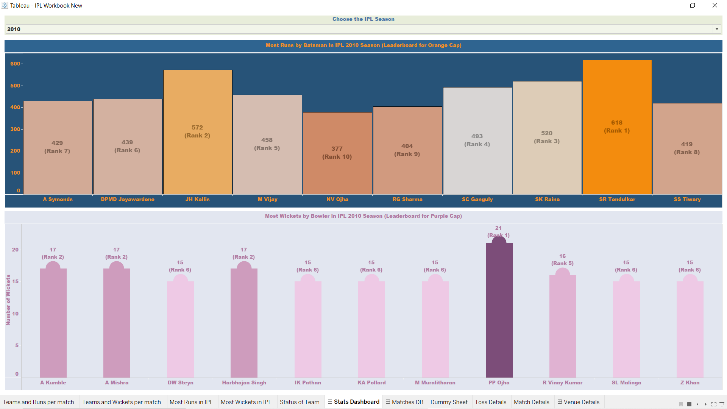 Tableau - IPL Workbook New
Choose the IPL Season
2010
Most Runs by Batsman in IPL 2010 Season (Leaderboard for Orange Cap)
600
500
400
300
200
100
0
429
(Rank 7)
439
(Rank 6)
572
(Rank 2)
458
(Rank 5)
377
(Rank 10)
404
(Rank 9)
493
(Rank 4)
520
(Rank 3)
618
(Rank 1)
419
(Rank 8)
A Symonds DPMD Jayawardene JH Kallis M Vijay NV Ojha RG Sharma SC Ganguly SK Raina SR Tendulkar SS Tiwary
Most Wickets by Bowler in IPL 2010 Season (Leaderboard for Purple Cap)
Number of Wickets
20
15
10
5
0
17
(Rank 2)
17
(Rank 2)
15
(Rank 6)
17
(Rank 2)
15
(Rank 6)
15
(Rank 6)
15
(Rank 6)
21
(Rank 1)
(Rank 5)
15
(Rank 6)
15
(Rank 6)
A Kumble A Mishra DW Steyn Harbhajan Singh IK Pathan KA Pollard M Muralitharan PP Ojha R Vinay Kumar SL Malinga Z Khan
Teams and Runs per match Teams and Wickets per match Most Runs in IPL Most Wickets in IPL Status of Team Stats Dashboard Matches DB Dummy Sheet Loss Details Match Details Venue Details